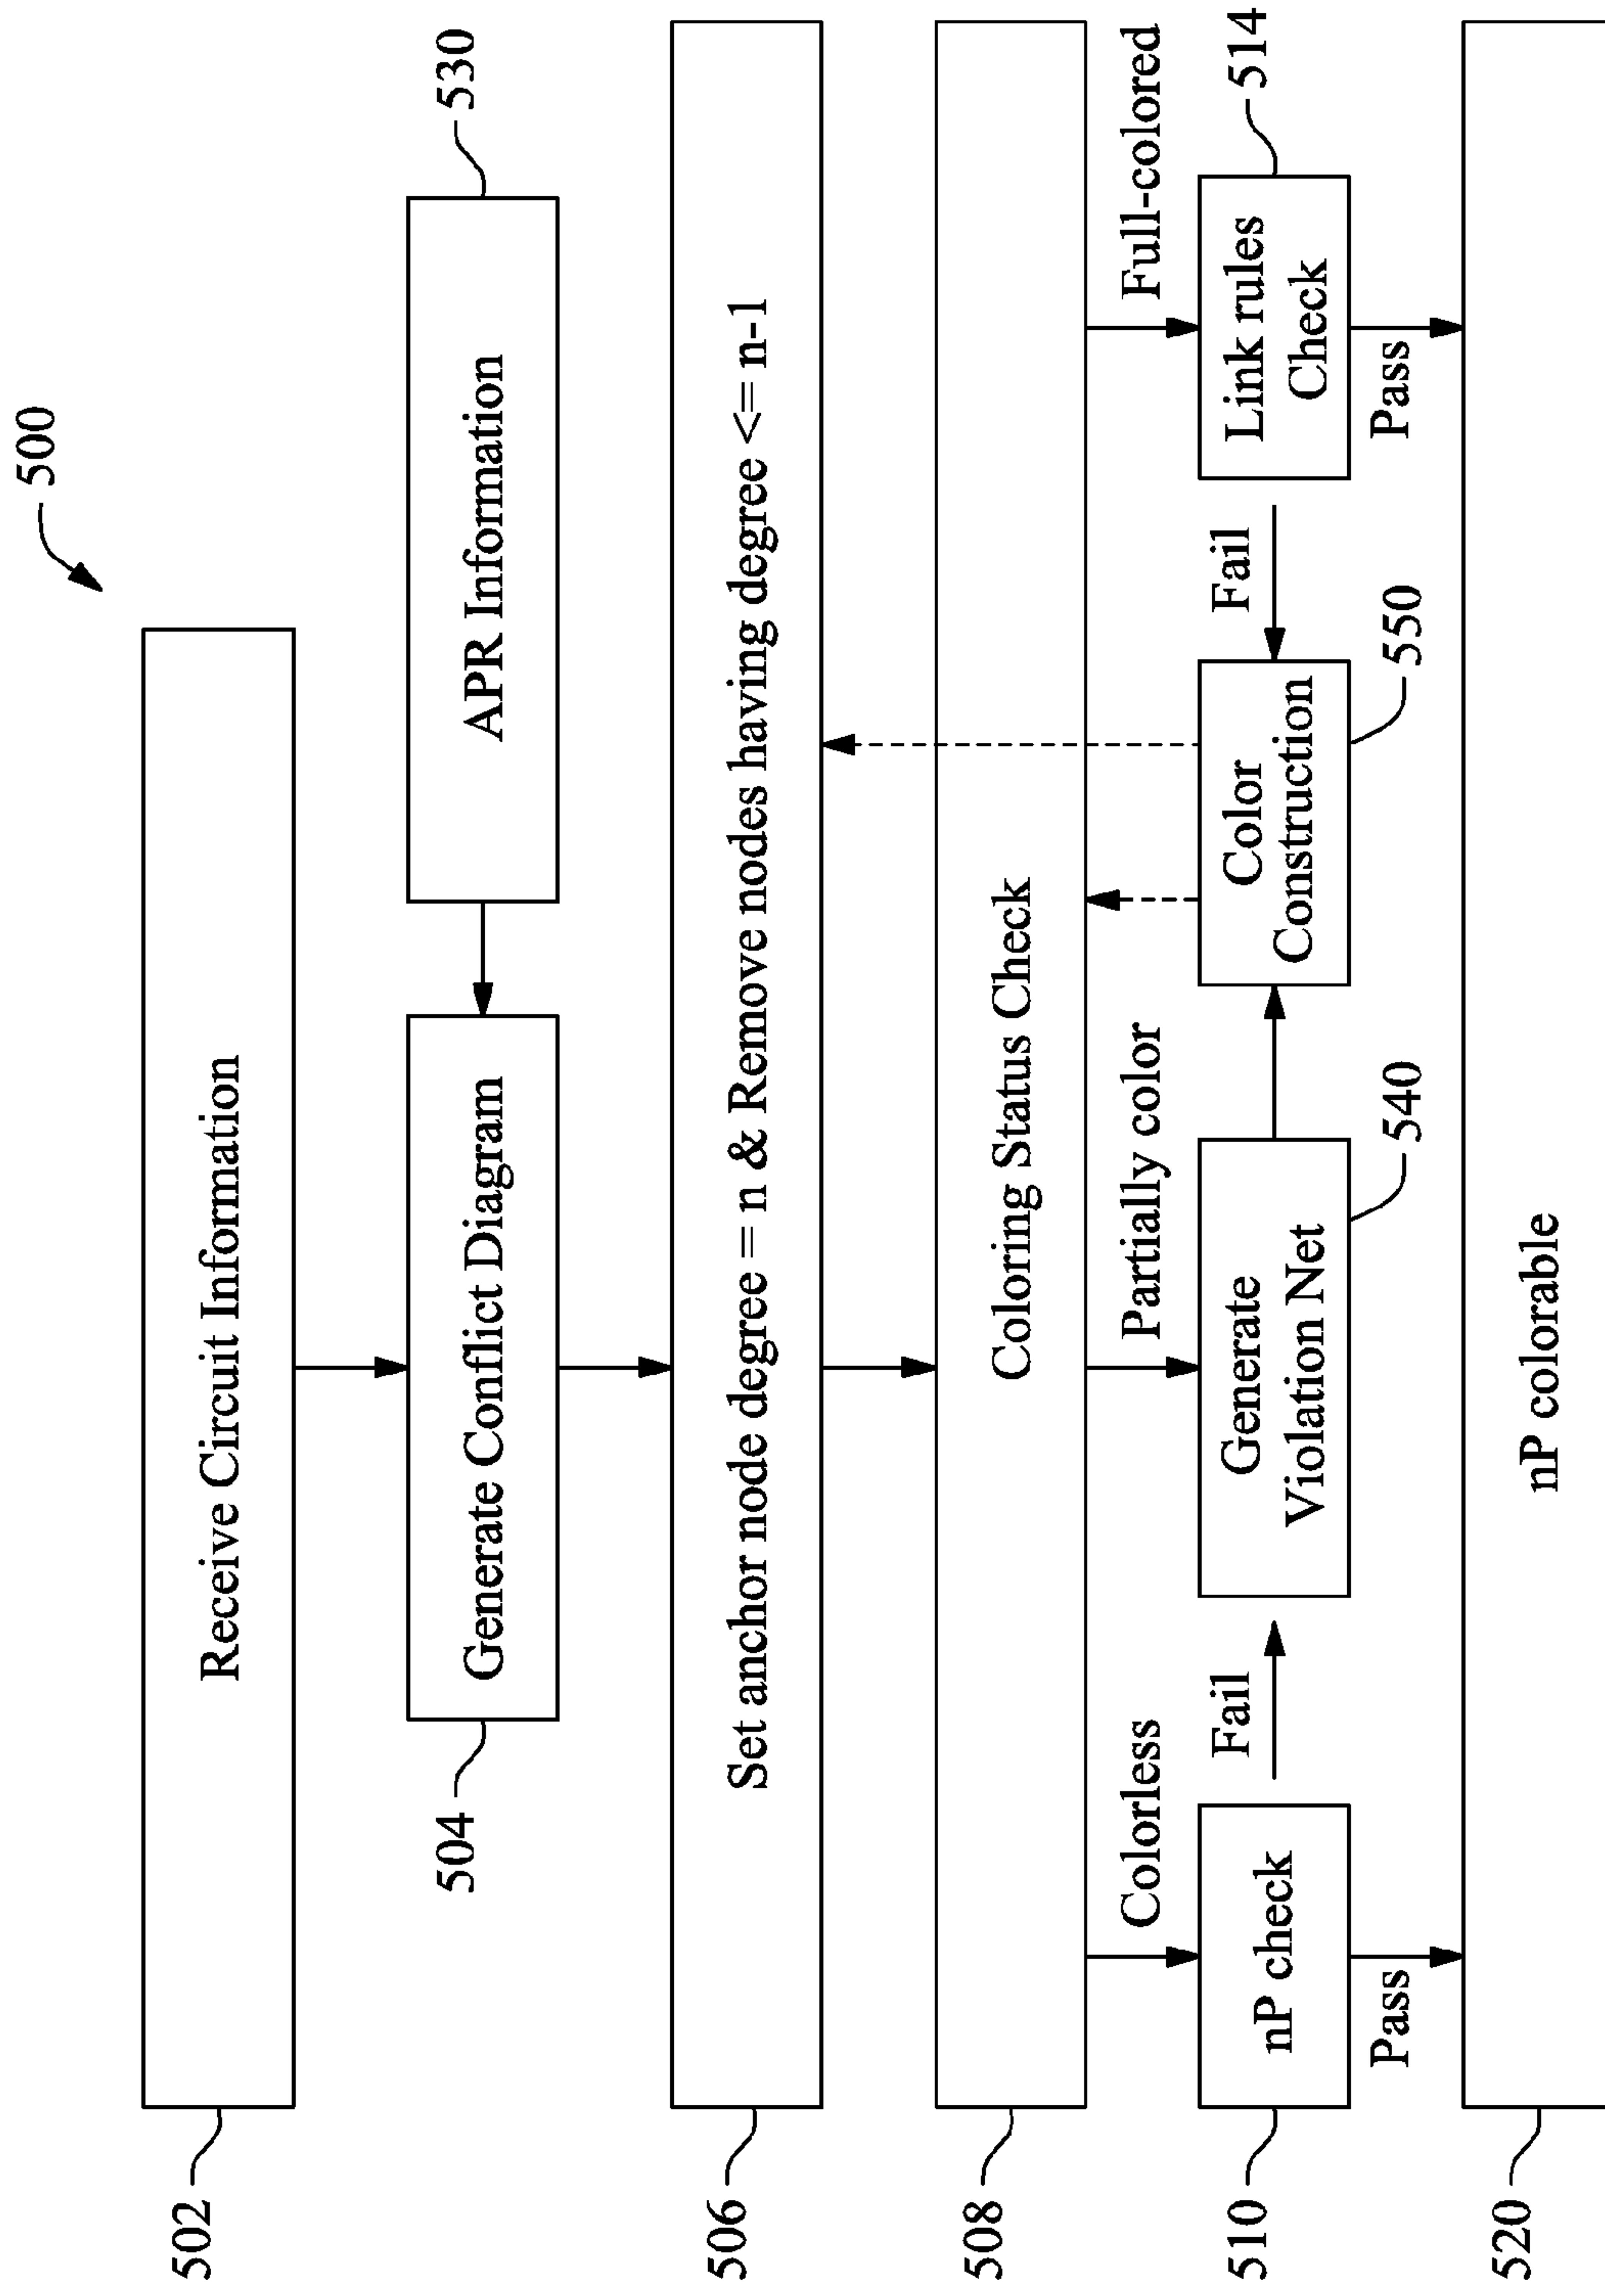 500
502
Receive Circuit Information
504
Generate Conflict Diagram
APR Information
530
506
Set anchor node degree = n & Remove nodes having degree <= n-1
508
Coloring Status Check
Colorless
Partially color
Full-colored
510
nP check
Fail
Generate
Violation Net
540
Color
Construction
550
Fail
Link rules
Check
514
Pass
Pass
520
nP colorable